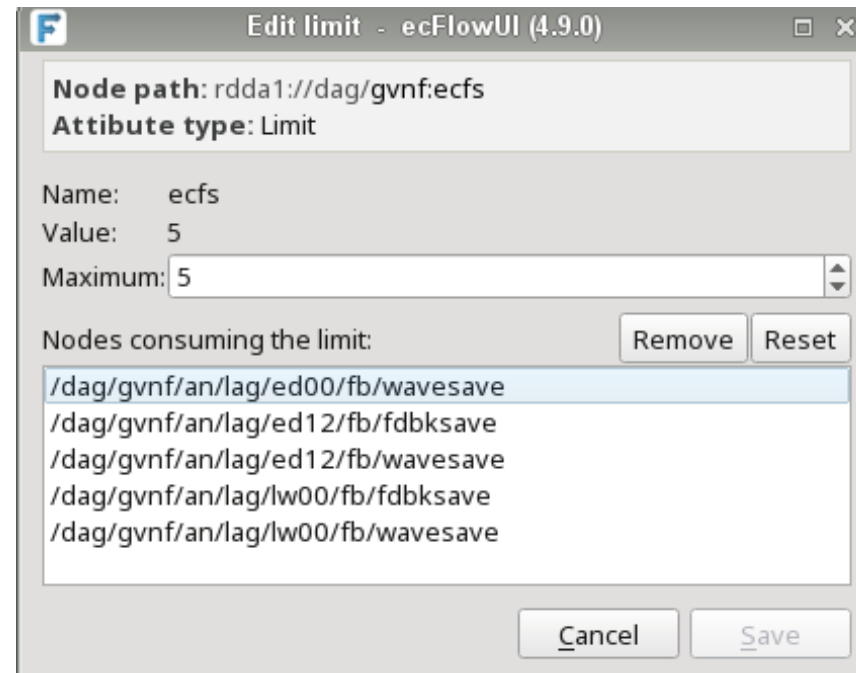 Edit limit - ecFlowUI (4.9.0)
Node path: rdda1://dag/gvnf:ecfs
Attibute type: Limit
Name: ecfs
Value: 5
Maximum: 5
Nodes consuming the limit: Remove Reset
/dag/gvnf/an/lag/ed00/fb/wavesave
/dag/gvnf/an/lag/ed12/fb/fdbksave
/dag/gvnf/an/lag/ed12/fb/wavesave
/dag/gvnf/an/lag/lw00/fb/fdbksave
/dag/gvnf/an/lag/lw00/fb/wavesave
Cancel Save